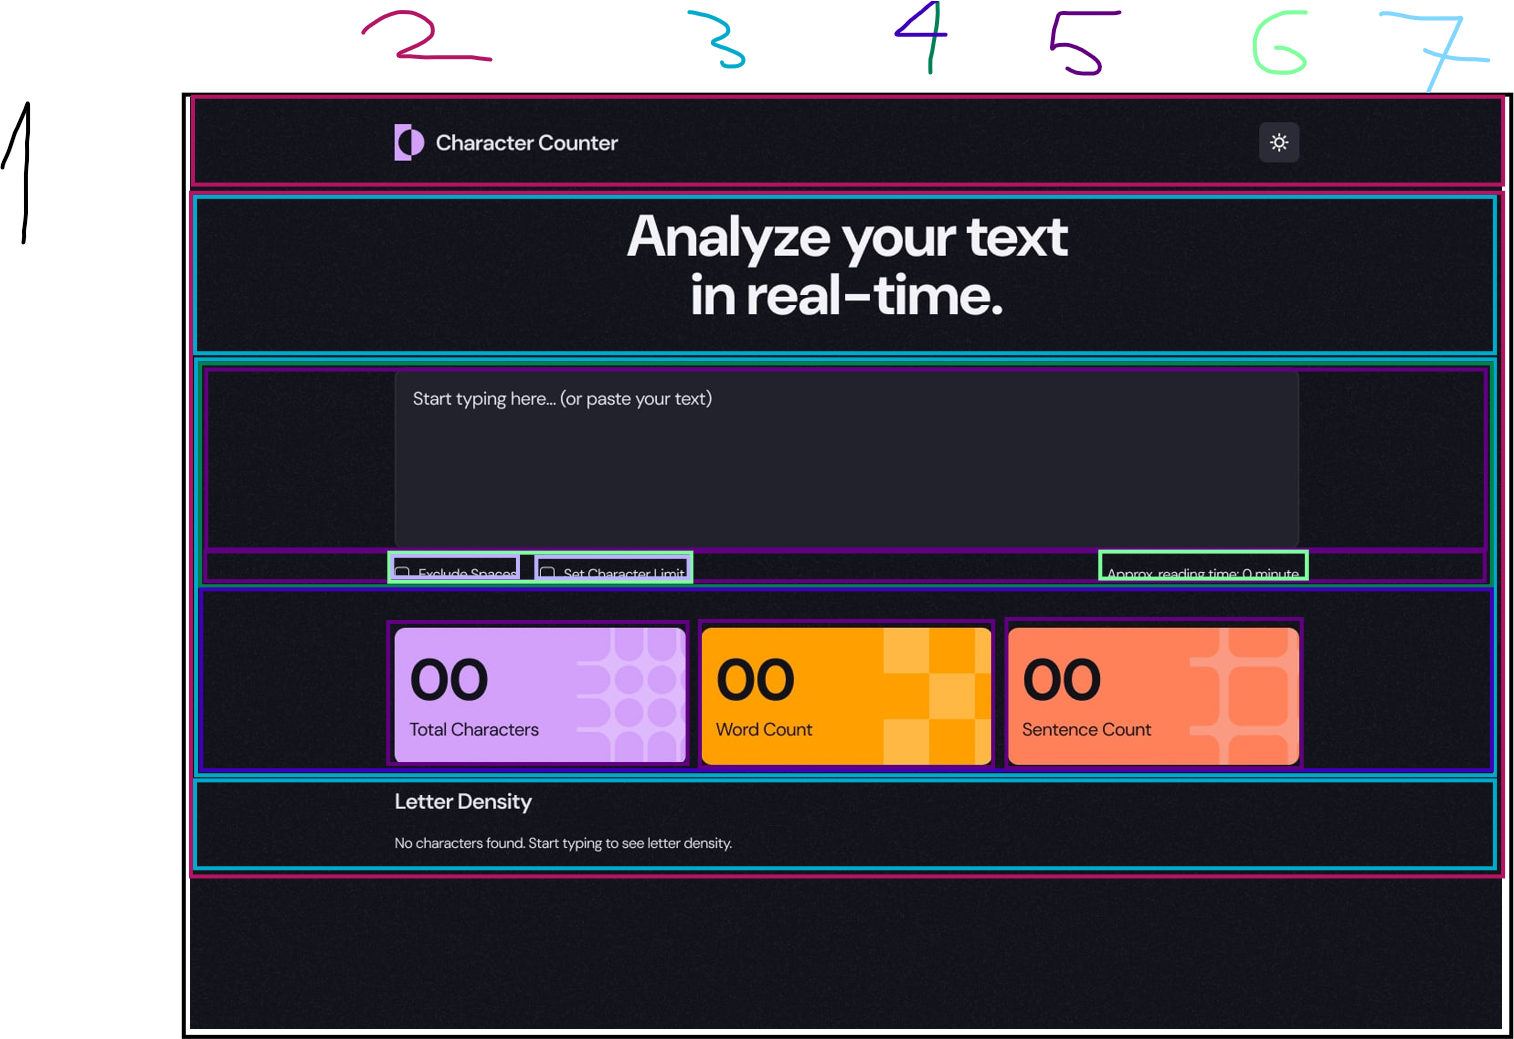 2 3 4 5 6 7
1
Character Counter
Analyze your text
in real-time.
Start typing here... (or paste your text)
Exclude Spaces Set Character Limit Approx. reading time: 0 minute
00 00 00
Total Characters Word Count Sentence Count
Letter Density
No characters found. Start typing to see letter density.